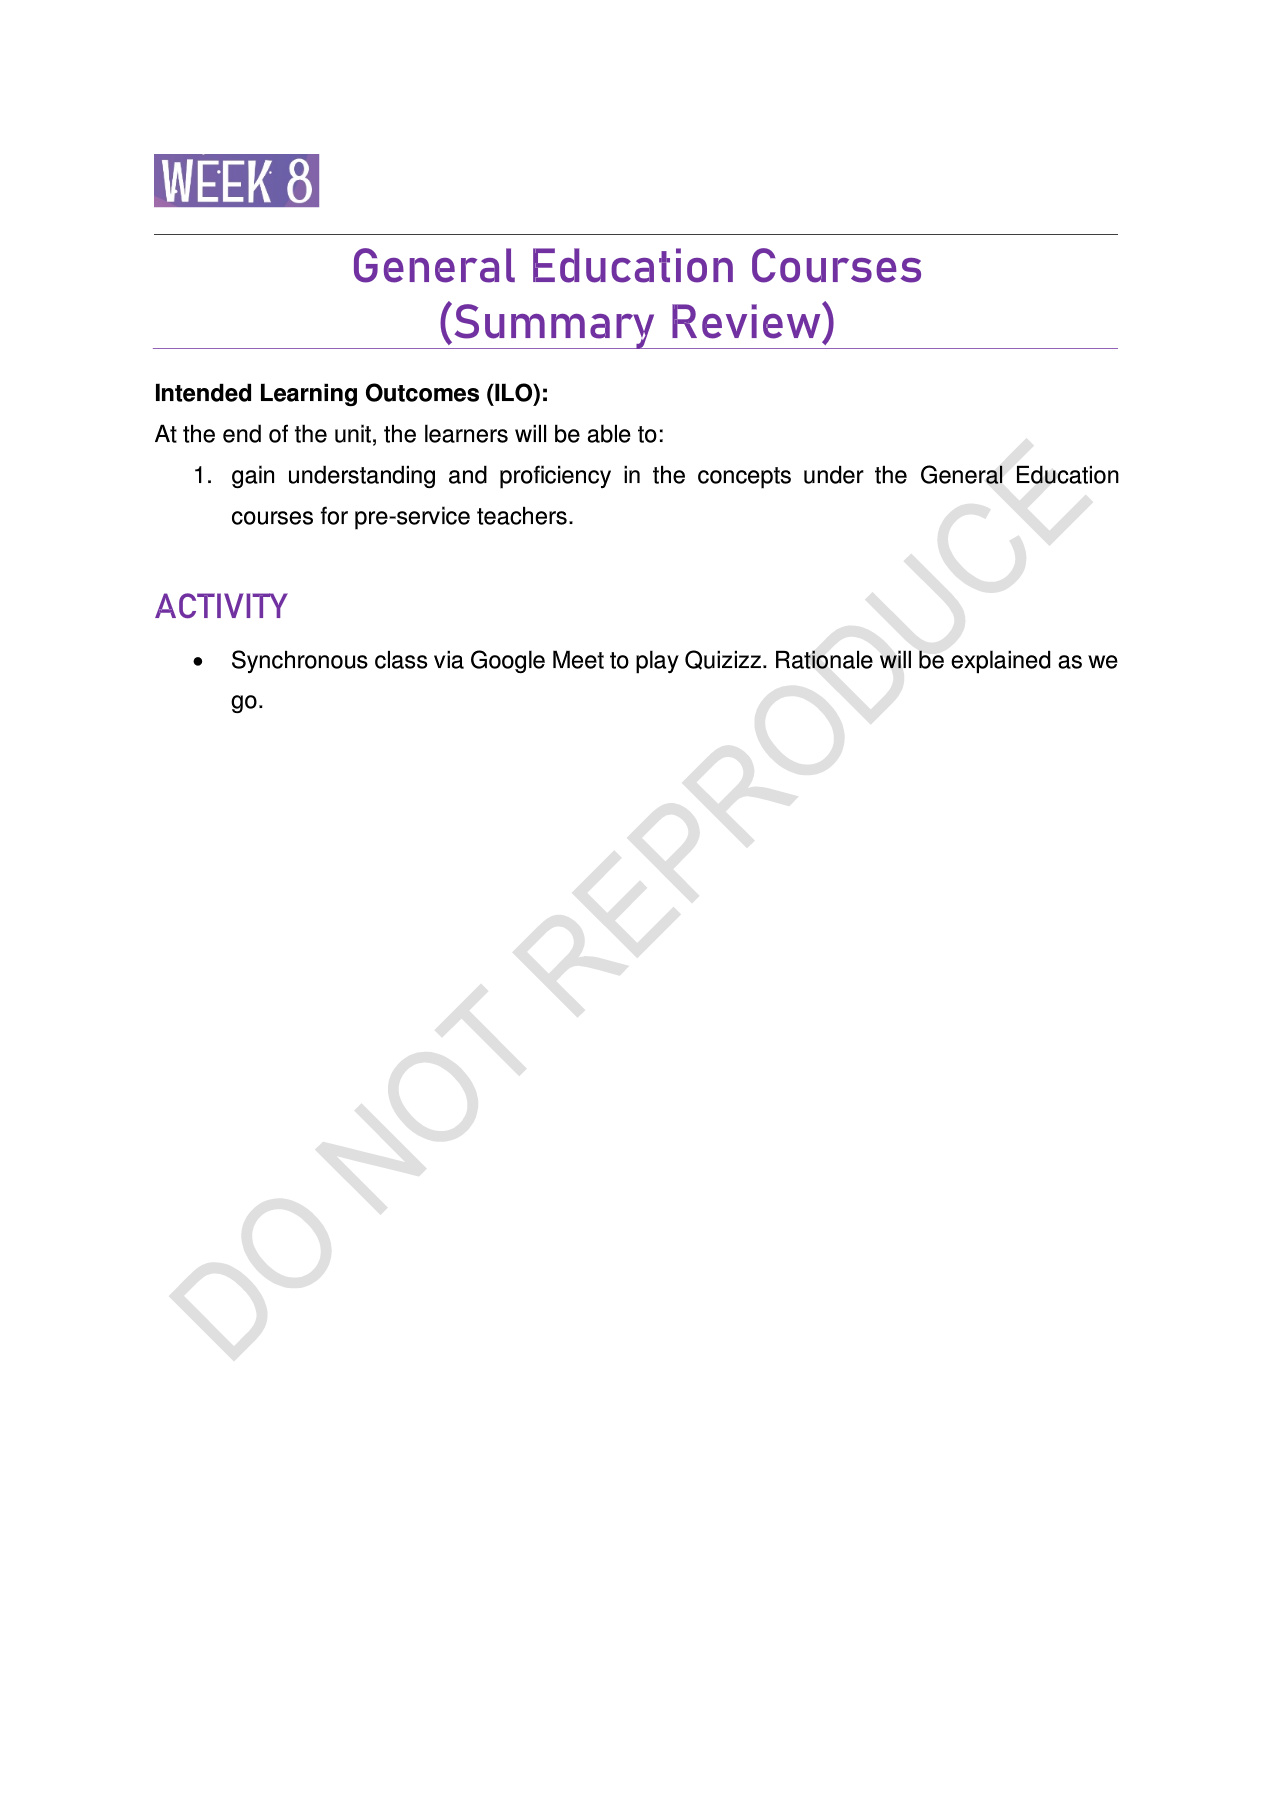 WEEK 8
General Education Courses
(Summary Review)
Intended Learning Outcomes (ILO):
At the end of the unit, the learners will be able to:
1. gain understanding and proficiency in the concepts under the General Education
courses for pre-service teachers.
ACTIVITY
• Synchronous class via Google Meet to play Quizizz. Rationale will be explained as we
go.
DO NOT REPRODUCE